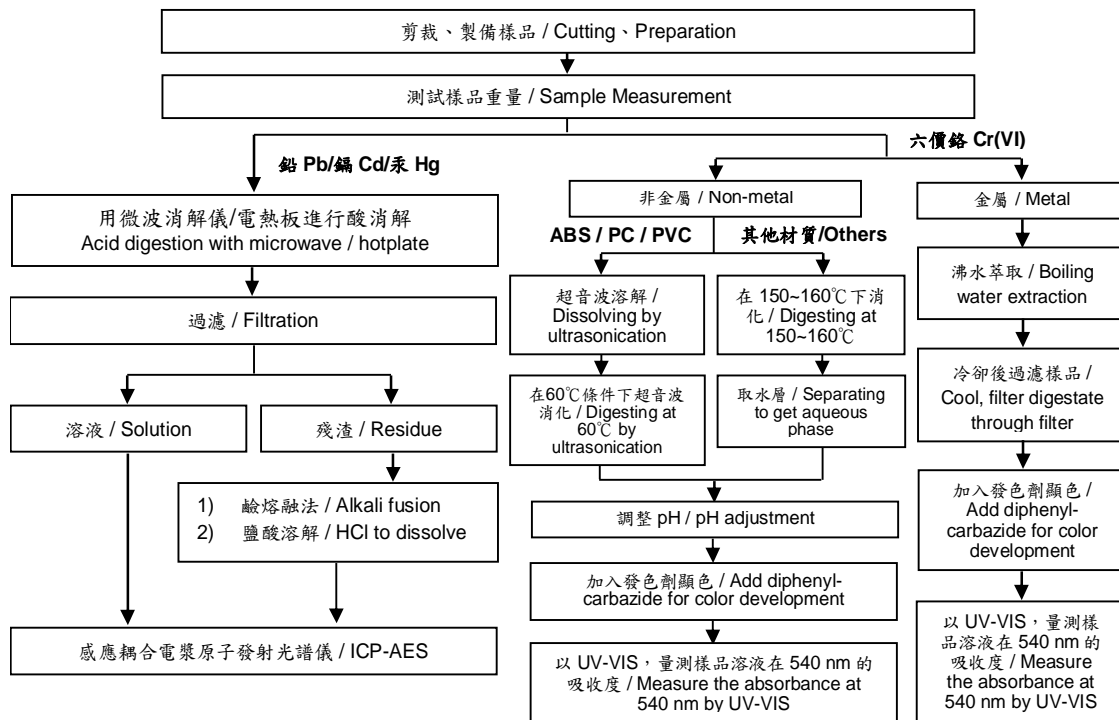 剪裁、製備樣品 / Cutting、Preparation
測試樣品重量 / Sample Measurement
鉛 Pb/鎘 Cd/汞 Hg
六價鉻 Cr(VI)
用微波消解儀/電熱板進行酸消解
Acid digestion with microwave / hotplate
過濾 / Filtration
溶液 / Solution
殘渣 / Residue
1) 鹼熔融法 / Alkali fusion
2) 鹽酸溶解 / HCl to dissolve
感應耦合電漿原子發射光譜儀 / ICP-AES
非金屬 / Non-metal
ABS / PC / PVC
其他材質/Others
超音波溶解 /
Dissolving by
ultrasonication
在60℃條件下超音波
消化 / Digesting at
60℃ by
ultrasonication
在 150~160℃下消
化 / Digesting at
150~160℃
取水層 / Separating
to get aqueous
phase
調整 pH / pH adjustment
加入發色劑顯色 / Add diphenyl-
carbazide for color development
以 UV-VIS，量測樣品溶液在 540 nm 的
吸收度 / Measure the absorbance at
540 nm by UV-VIS
金屬 / Metal
沸水萃取 / Boiling
water extraction
冷卻後過濾樣品 /
Cool, filter digestate
through filter
加入發色劑顯色 /
Add diphenyl-
carbazide for color
development
以 UV-VIS，量測樣
品溶液在 540 nm 的
吸收度 / Measure
the absorbance at
540 nm by UV-VIS